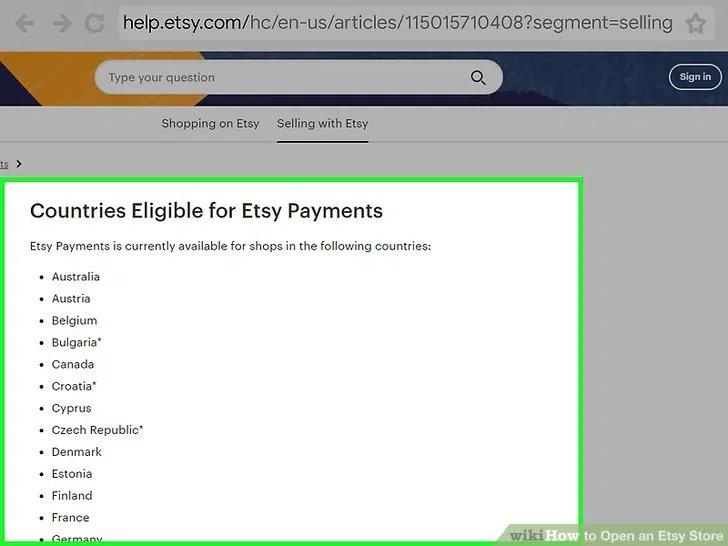 help.etsy.com/hc/en-us/articles/115015710408?segment=selling
Type your question
Sign in
Shopping on Etsy
Selling with Etsy
ts >
Countries Eligible for Etsy Payments
Etsy Payments is currently available for shops in the following countries:
• Australia
• Austria
• Belgium
• Bulgaria*
• Canada
• Croatia*
• Cyprus
• Czech Republic*
• Denmark
• Estonia
• Finland
• France
• Germany
wikiHow to Open an Etsy Store